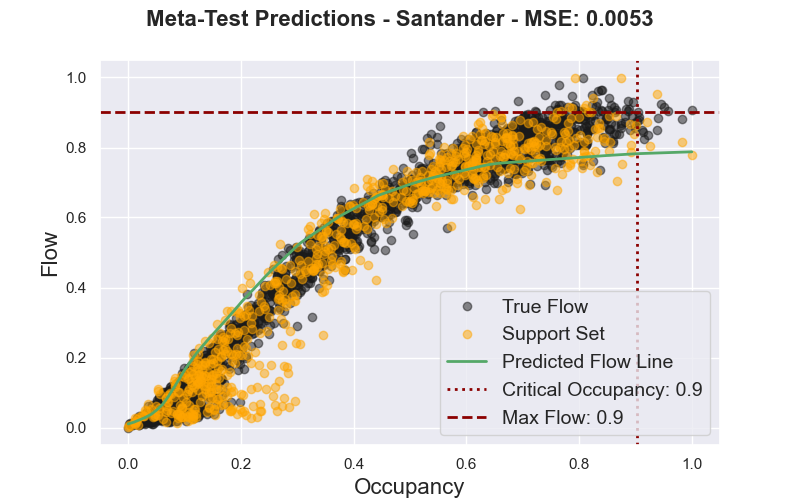 Meta-Test Predictions - Santander - MSE: 0.0053
1.0
0.8
0.6
0.4
0.2
0.0
Flow
True Flow
Support Set
Predicted Flow Line
Critical Occupancy: 0.9
Max Flow: 0.9
0.0 0.2 0.4 0.6 0.8 1.0
Occupancy